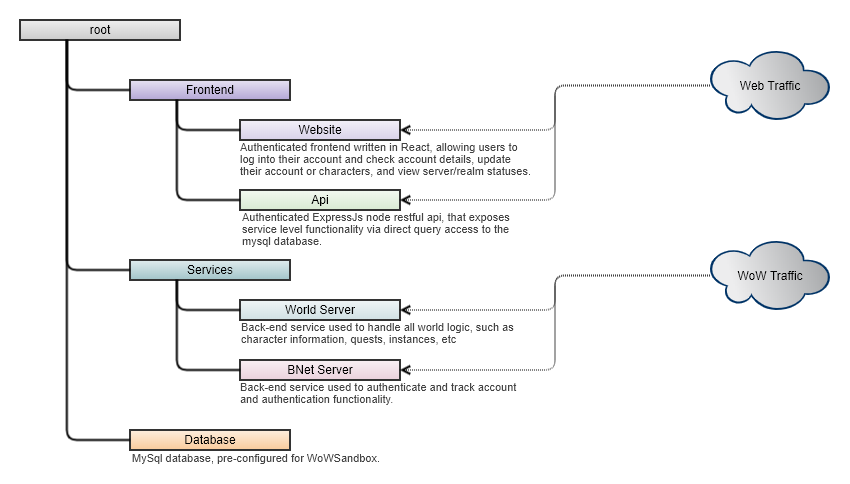 root
Frontend
Web Traffic
Website
Authenticated frontend written in React, allowing users to
log into their account and check account details, update
their account or characters, and view server/realm statuses.
Api
Authenticated ExpressJs node restful api, that exposes
service level functionality via direct query access to the
mysql database.
Services
WoW Traffic
World Server
Back-end service used to handle all world logic, such as
character information, quests, instances, etc
BNet Server
Back-end service used to authenticate and track account
and authentication functionality.
Database
MySql database, pre-configured for WoWSandbox.